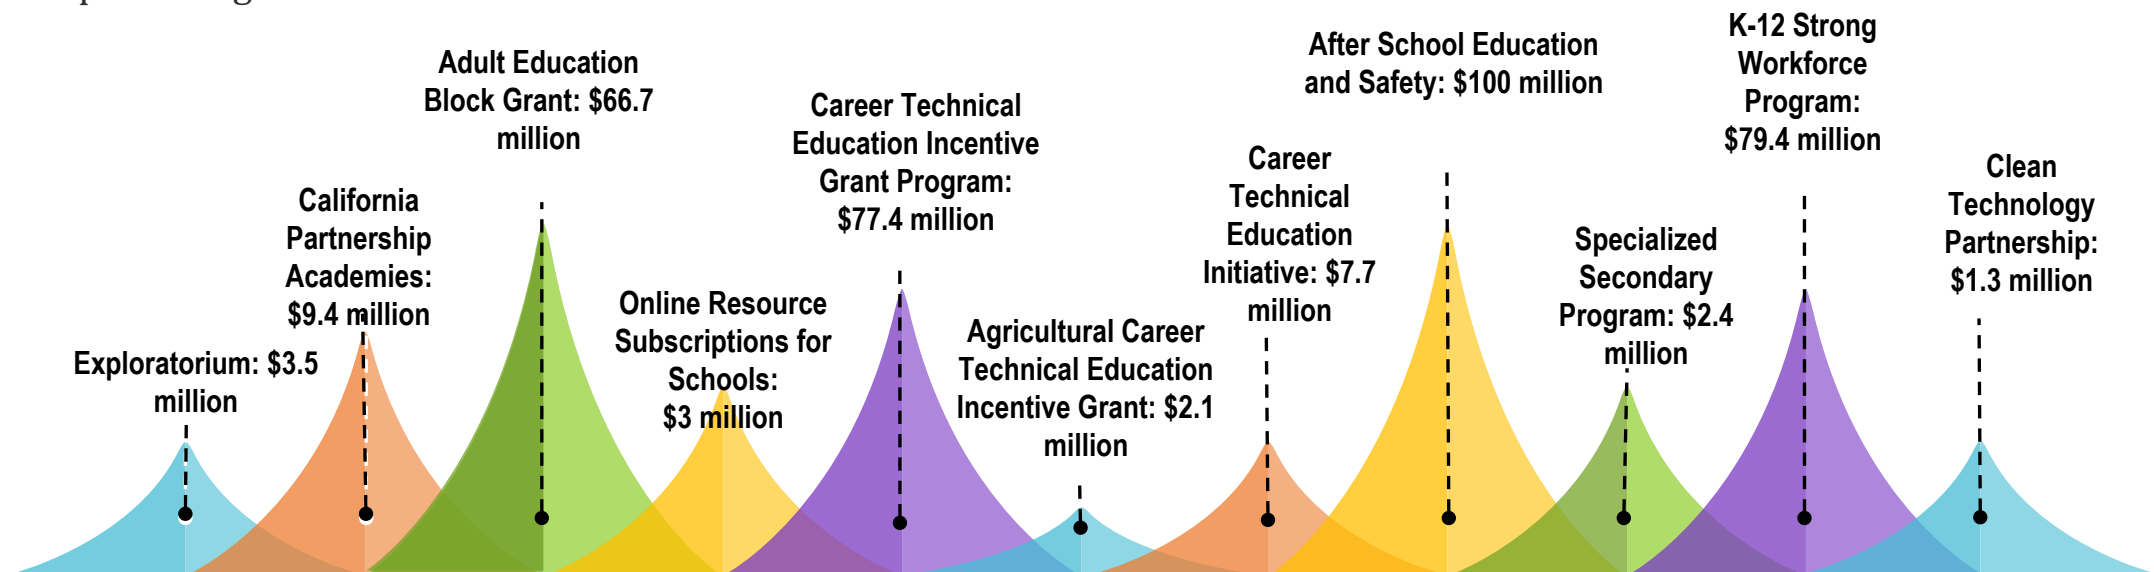 Exploratorium: $3.5
million
California
Partnership
Academies:
$9.4 million
Adult Education
Block Grant: $66.7
million
Online Resource
Subscriptions for
Schools:
$3 million
Career Technical
Education Incentive
Grant Program:
$77.4 million
Agricultural Career
Technical Education
Incentive Grant: $2.1
million
Career
Technical
Education
Initiative: $7.7
million
After School Education
and Safety: $100 million
Specialized
Secondary
Program: $2.4
million
K-12 Strong
Workforce
Program:
$79.4 million
Clean
Technology
Partnership:
$1.3 million